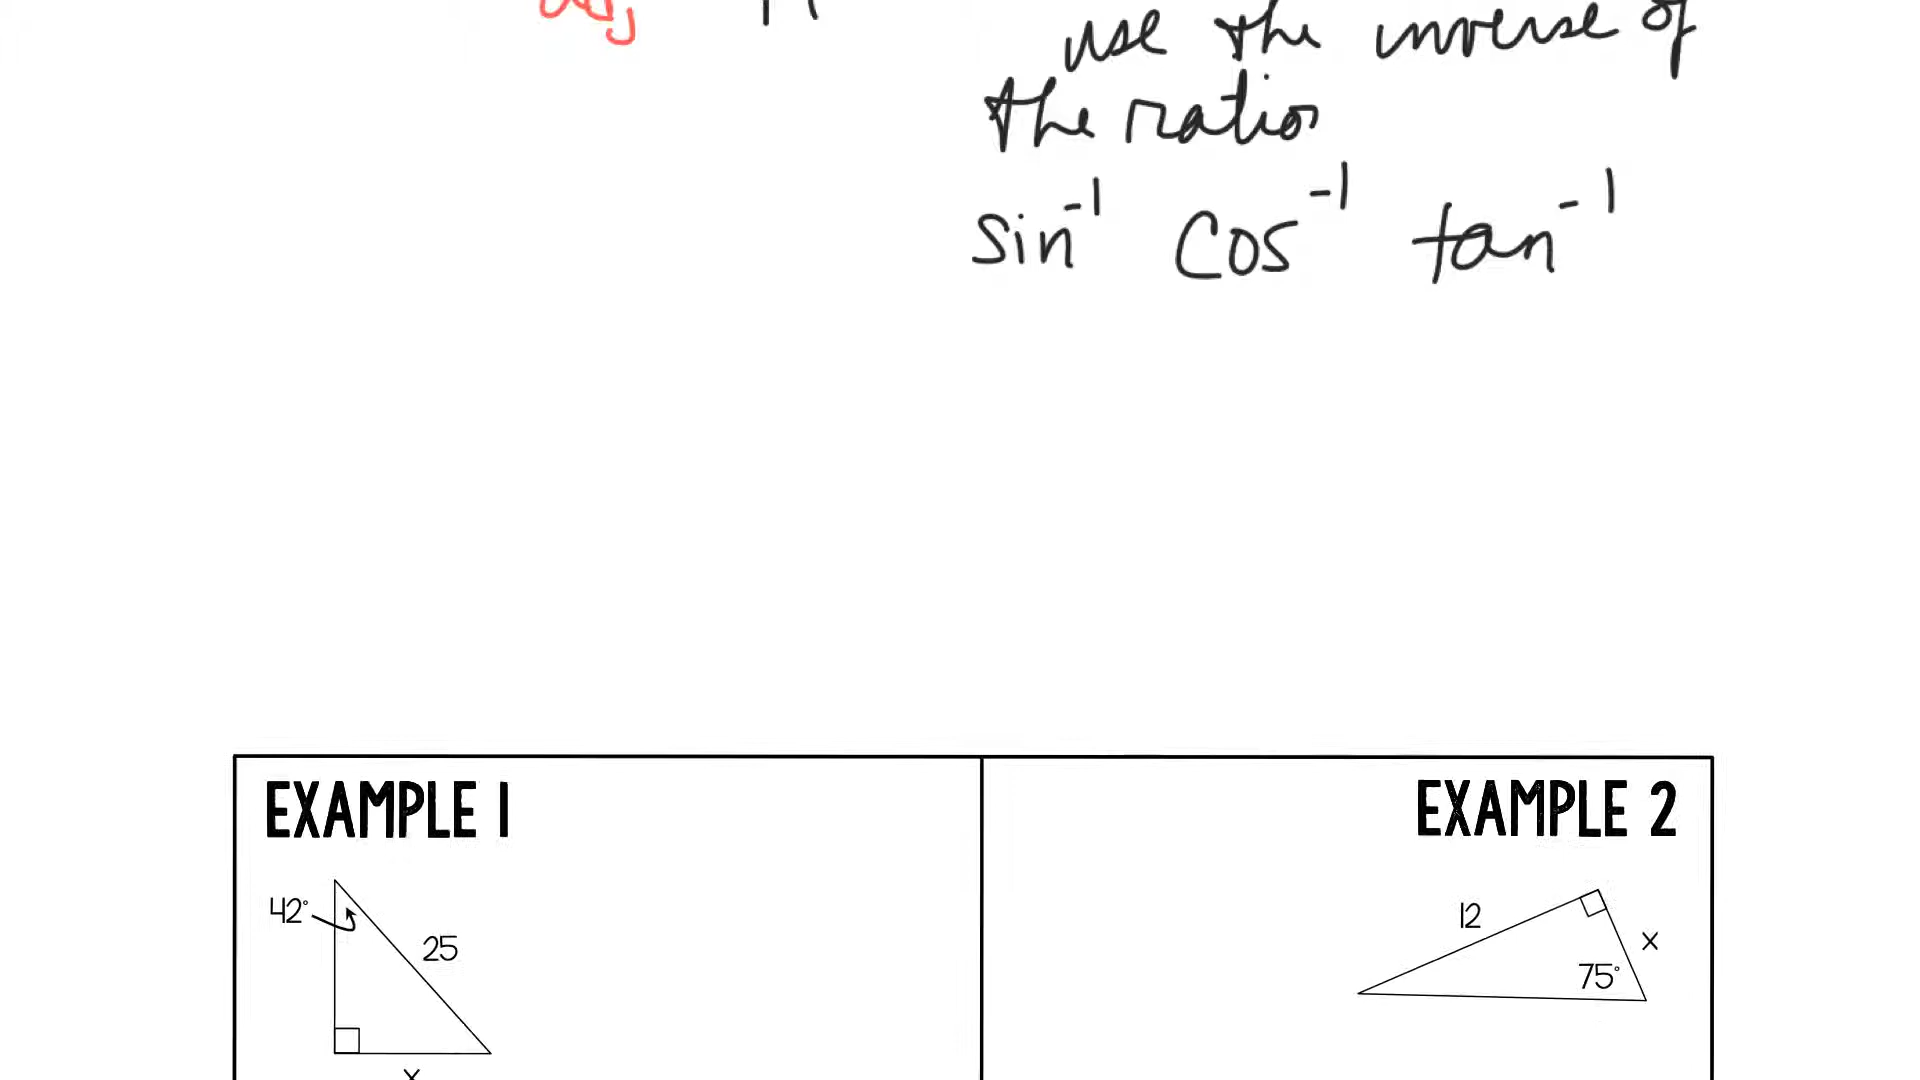 adj
use the inverse of
the ratio
sin⁻¹ cos⁻¹ tan⁻¹
EXAMPLE 1
EXAMPLE 2
42°
25
x
12
x
75°